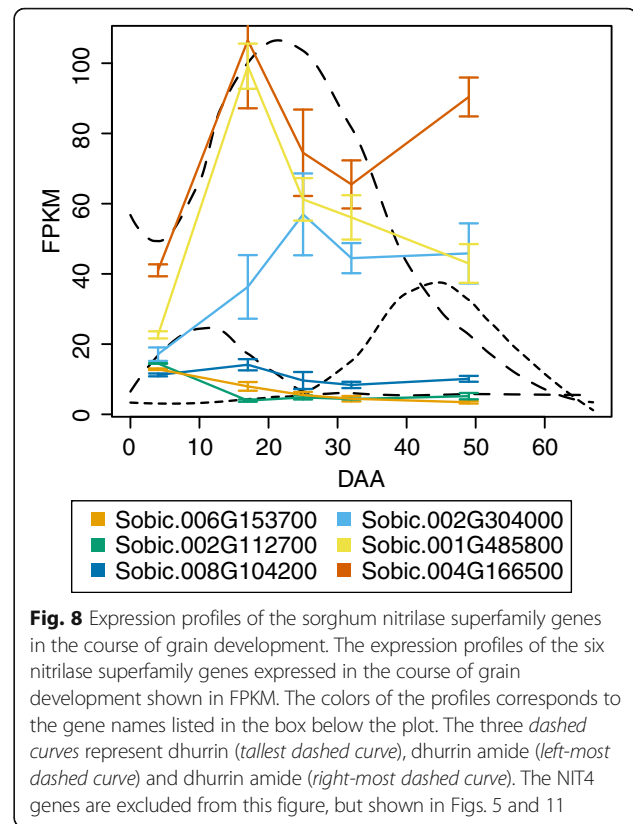 100
80
60
40
20
0
FPKM
0 10 20 30 40 50 60
DAA
Sobic.006G153700 Sobic.002G304000
Sobic.002G112700 Sobic.001G485800
Sobic.008G104200 Sobic.004G166500
Fig. 8 Expression profiles of the sorghum nitrilase superfamily genes
in the course of grain development. The expression profiles of the six
nitrilase superfamily genes expressed in the course of grain
development shown in FPKM. The colors of the profiles corresponds to
the gene names listed in the box below the plot. The three dashed
curves represent dhurrin (tallest dashed curve), dhurrin amide (left-most
dashed curve) and dhurrin amide (right-most dashed curve). The NIT4
genes are excluded from this figure, but shown in Figs. 5 and 11